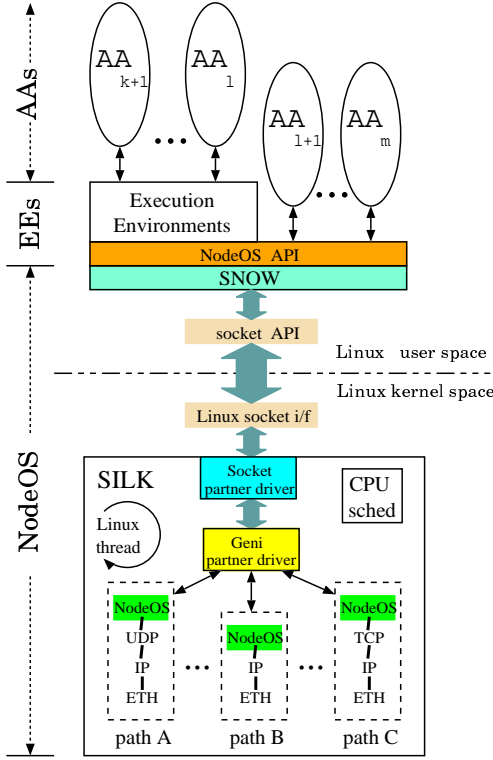 AAs
AA k+1
AA l
...
AA l+1
AA m
...
EEs
Execution
Environments
NodeOS API
SNOW
socket API
Linux user space
Linux kernel space
Linux socket i/f
NodeOS
SILK
Socket
partner driver
CPU
sched
Linux
thread
Geni
partner driver
NodeOS
UDP
IP
ETH
path A
...
NodeOS
IP
ETH
path B
...
NodeOS
TCP
IP
ETH
path C